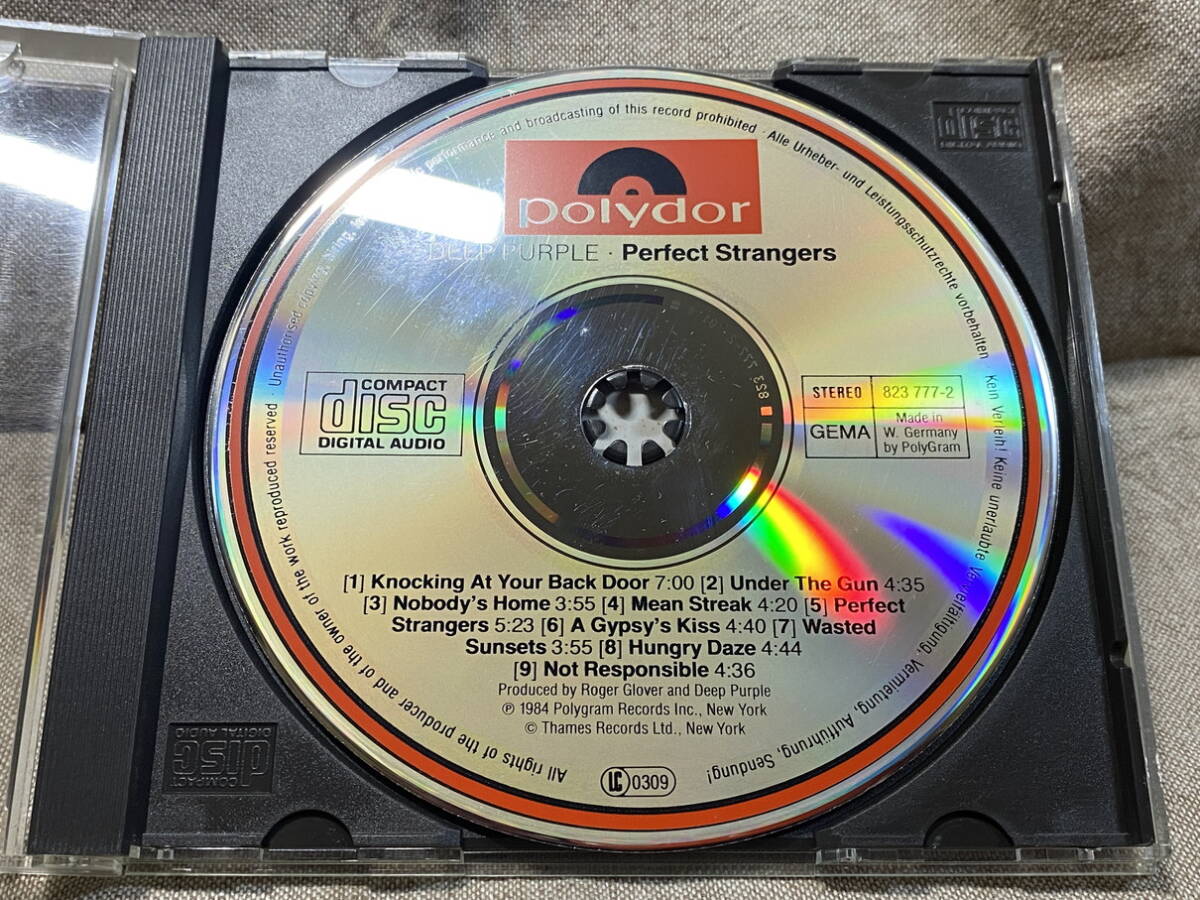 polydor
DEEP PURPLE · Perfect Strangers
COMPACT
disc
DIGITAL AUDIO
STEREO 823 777-2
GEMA Made in
W. Germany
by PolyGram
[1] Knocking At Your Back Door 7:00 [2] Under The Gun 4:35
[3] Nobody's Home 3:55 [4] Mean Streak 4:20 [5] Perfect
Strangers 5:23 [6] A Gypsy's Kiss 4:40 [7] Wasted
Sunsets 3:55 [8] Hungry Daze 4:44
[9] Not Responsible 4:36
Produced by Roger Glover and Deep Purple
℗ 1984 Polygram Records Inc., New York
© Thames Records Ltd., New York
LC 0309
All rights of the producer and of the owner of the work reproduced reserved · Unauthorised performance and broadcasting of this record prohibited · Alle Urheber- und Leistungsschutzrechte vorbehalten · Kein Verleih! Keine unerlaubte Vervielfältigung, Vermietung, Aufführung, Sendung!
COMPACT
disc
DIGITAL AUDIO
COMPACT
disc
DIGITAL AUDIO